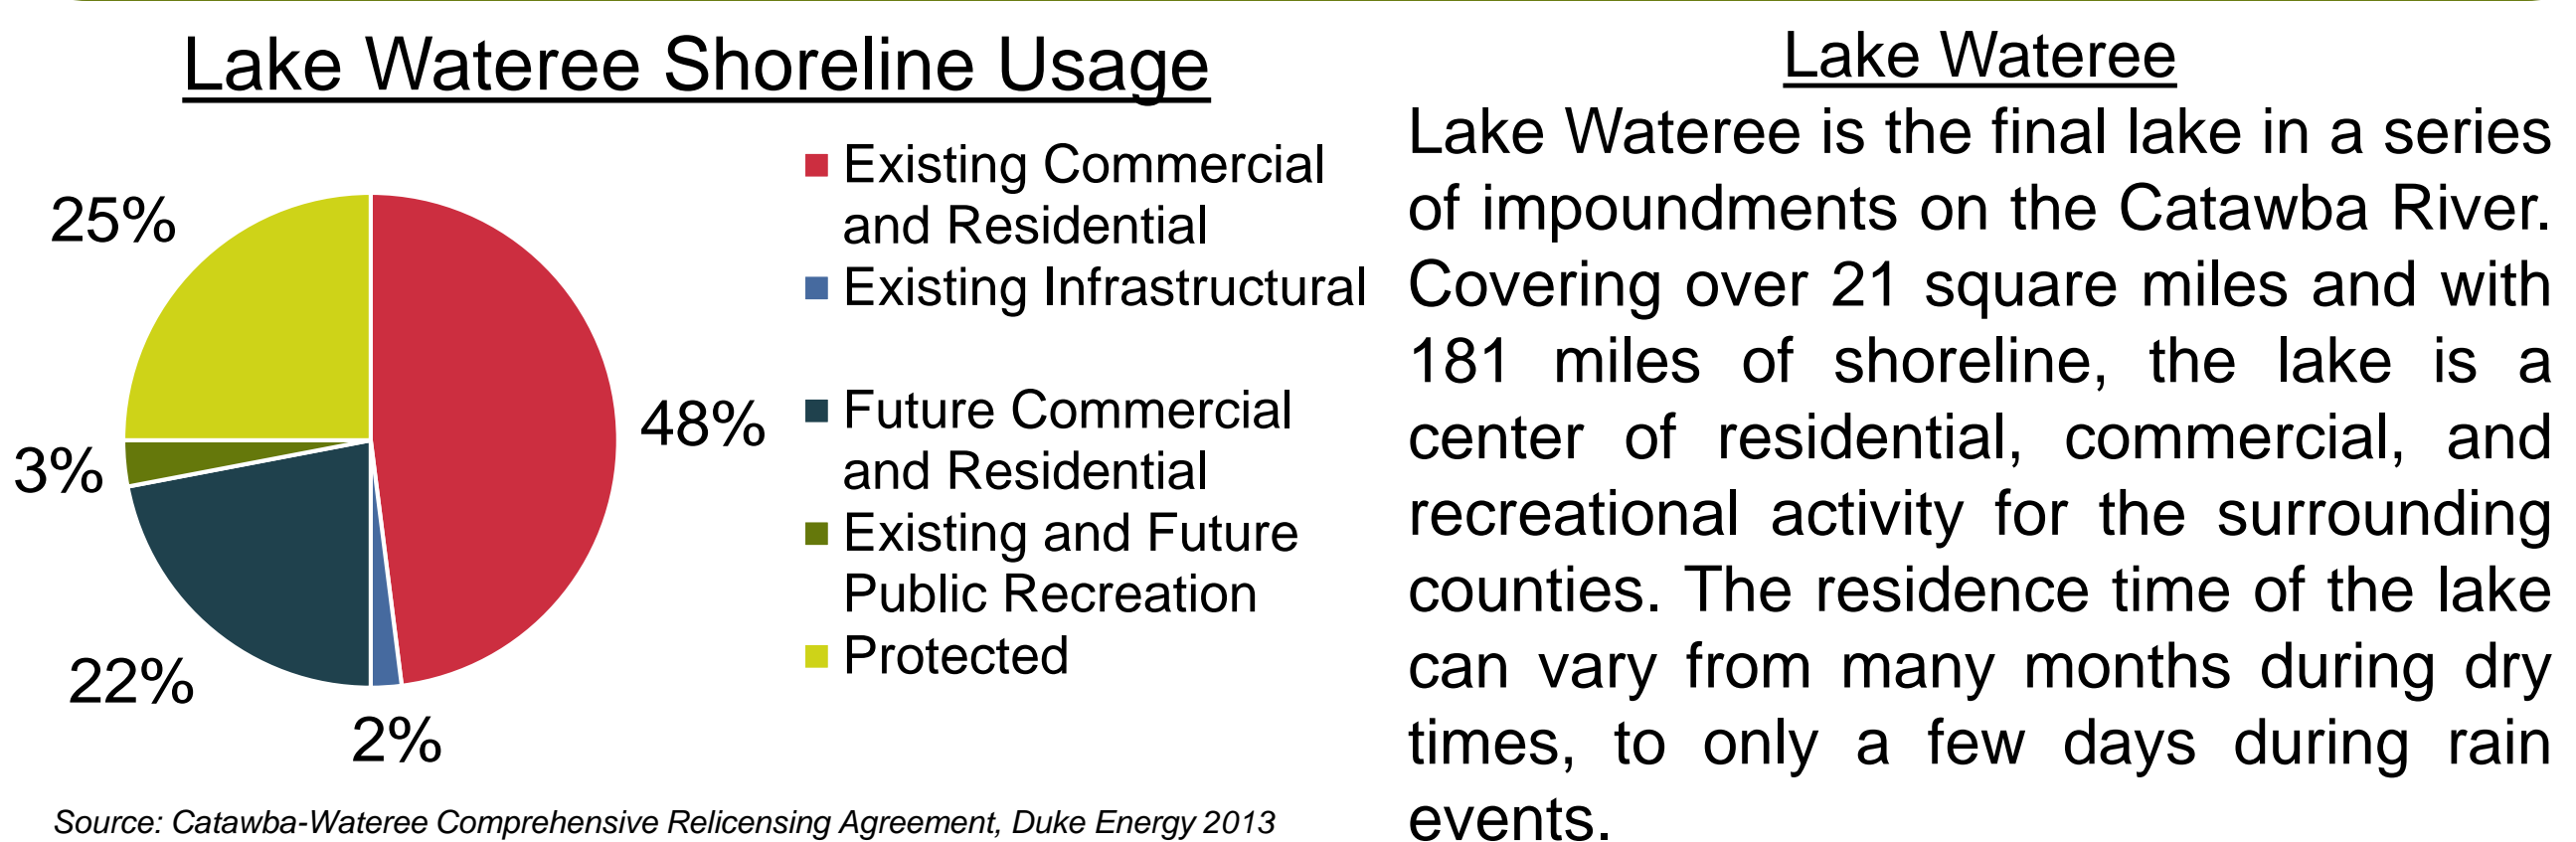 Lake Wateree Shoreline Usage
25%
3%
22%
2%
48%
Existing Commercial
and Residential
Existing Infrastructural
Future Commercial
and Residential
Existing and Future
Public Recreation
Protected
Source: Catawba-Wateree Comprehensive Relicensing Agreement, Duke Energy 2013
Lake Wateree
Lake Wateree is the final lake in a series
of impoundments on the Catawba River.
Covering over 21 square miles and with
181 miles of shoreline, the lake is a
center of residential, commercial, and
recreational activity for the surrounding
counties. The residence time of the lake
can vary from many months during dry
times, to only a few days during rain
events.